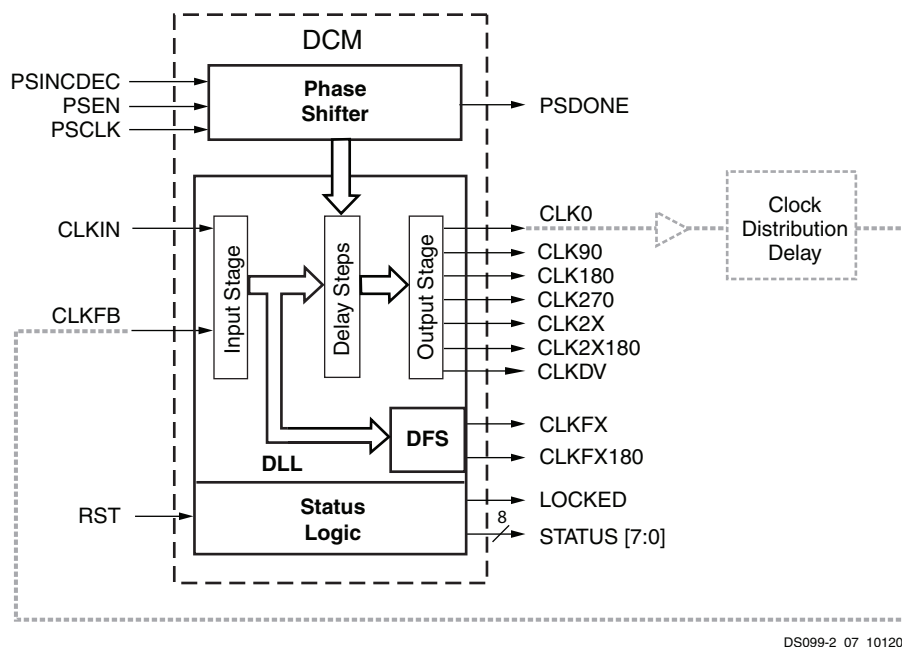 DCM
PSINCDEC
PSEN
PSCLK
Phase
Shifter
PSDONE
CLKIN
CLKFB
Input Stage
Delay Steps
Output Stage
CLK0
CLK90
CLK180
CLK270
CLK2X
CLK2X180
CLKDV
Clock
Distribution
Delay
DFS
CLKFX
CLKFX180
DLL
RST
Status
Logic
LOCKED
8
STATUS [7:0]
DS099-2_07_10120